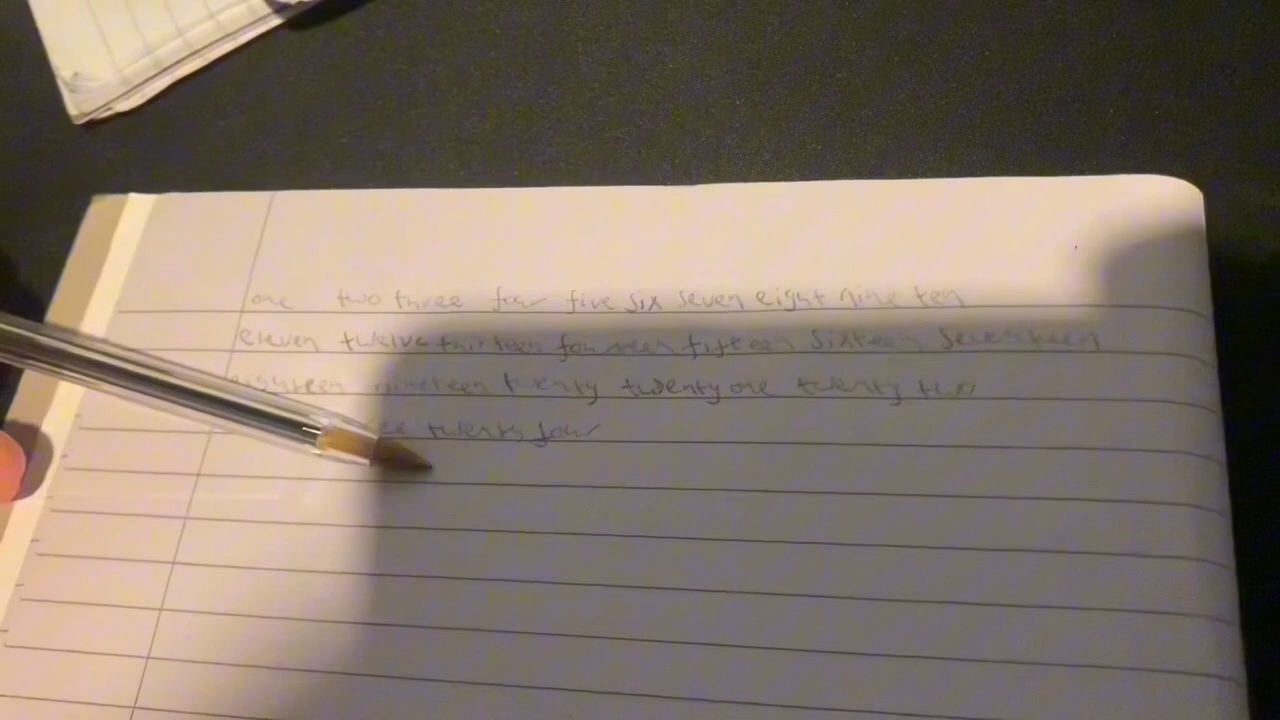 one two three four five six seven eight nine ten
eleven twelve thirteen fourteen fifteen sixteen seventeen
eighteen nineteen twenty twenty one twenty two
twenty four